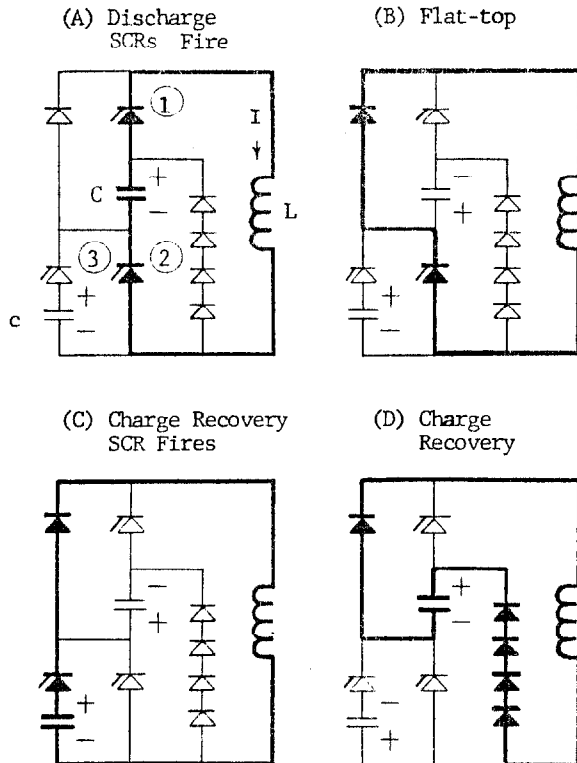 (A) Discharge
SCRs Fire
(B) Flat-top
①
I
+
C
−
L
③
②
+
c
−
−
+
+
−
(C) Charge Recovery
SCR Fires
(D) Charge
Recovery
−
+
+
−
+
−
−
+